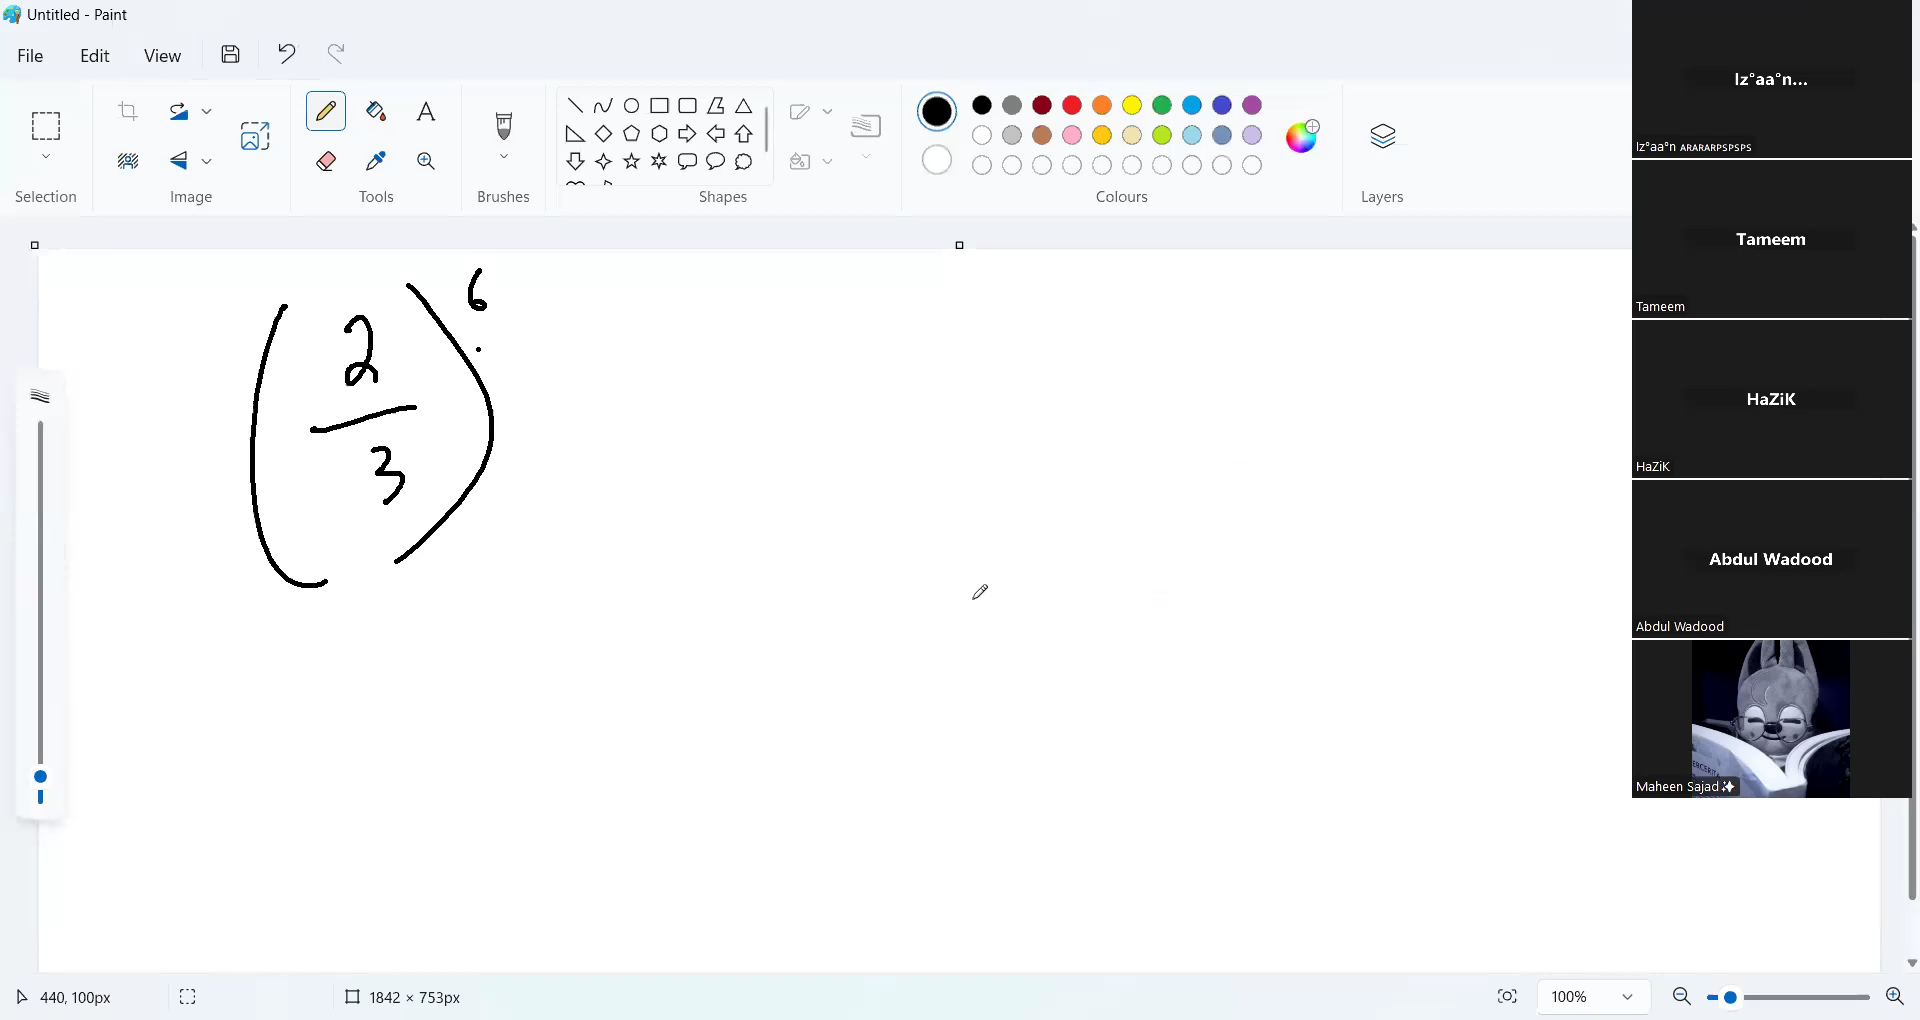 Untitled - Paint
File Edit View
Selection Image Tools Brushes Shapes Colours Layers
A
( 2 / 3 ) 6
Iz°aa°n...
Iz°aa°n ᴀʀᴀʀᴀʀᴘsᴘsᴘs
Tameem
Tameem
HaZiK
HaZiK
Abdul Wadood
Abdul Wadood
Maheen Sajad✨
440, 100px
1842 × 753px
100%